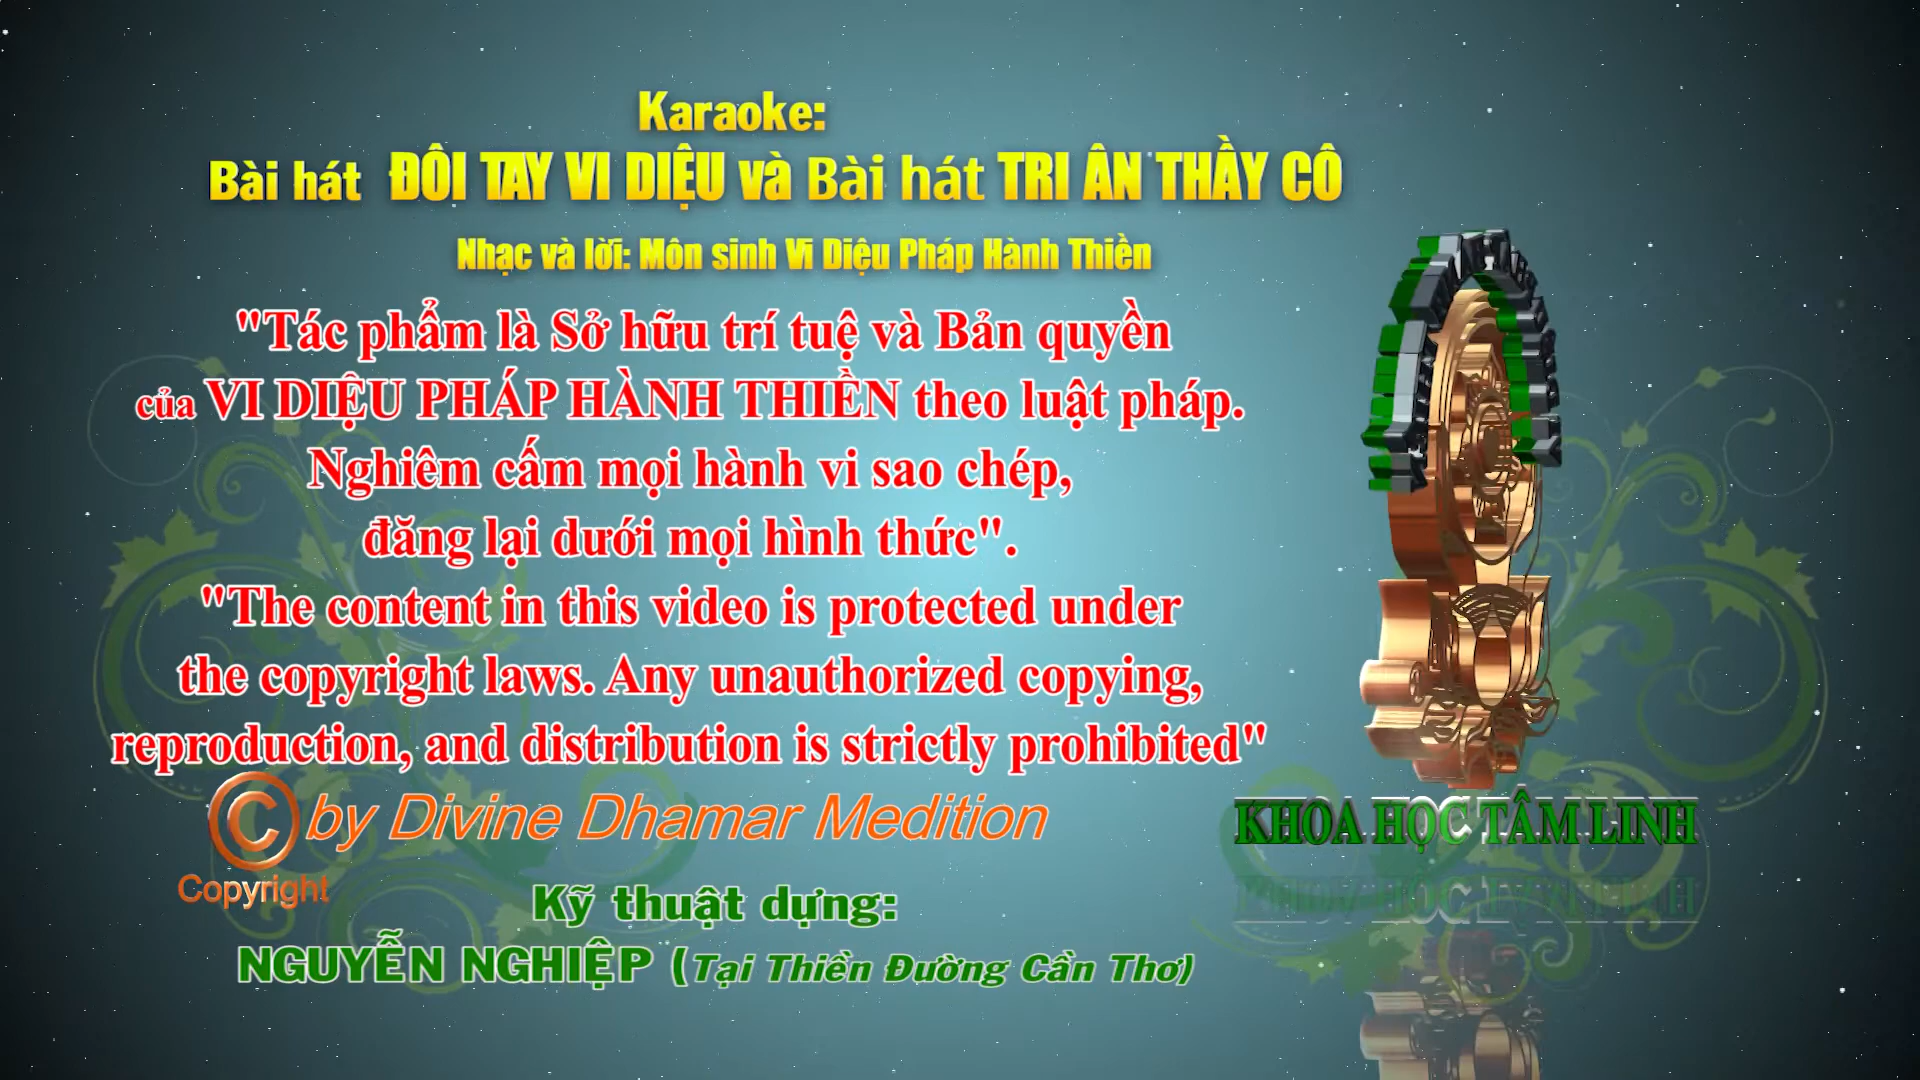 Karaoke:
Bài hát ĐÔI TAY VI DIỆU và Bài hát TRI ÂN THẦY CÔ
Nhạc và lời: Môn sinh Vi Diệu Pháp Hành Thiền
"Tác phẩm là Sở hữu trí tuệ và Bản quyền
của VI DIỆU PHÁP HÀNH THIỀN theo luật pháp.
Nghiêm cấm mọi hành vi sao chép,
đăng lại dưới mọi hình thức".
"The content in this video is protected under
the copyright laws. Any unauthorized copying,
reproduction, and distribution is strictly prohibited"
© by Divine Dhamar Medition
Copyright
KHOA HỌC TÂM LINH
Kỹ thuật dựng:
NGUYỄN NGHIỆP (Tại Thiền Đường Cần Thơ)